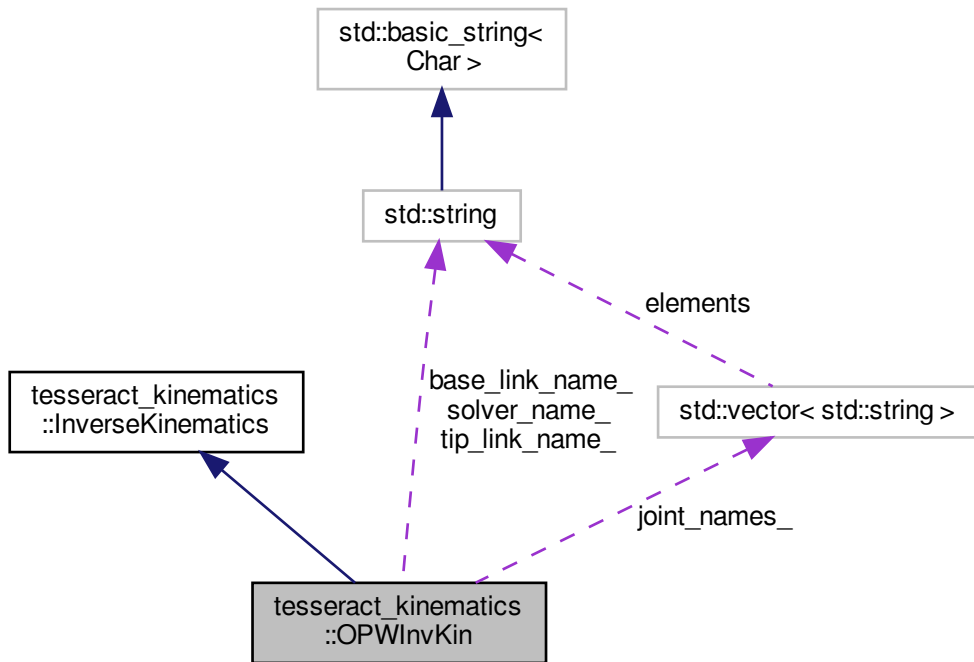 std::basic_string<
Char >
std::string
elements
tesseract_kinematics
::InverseKinematics
base_link_name_
solver_name_
tip_link_name_
std::vector< std::string >
joint_names_
tesseract_kinematics
::OPWInvKin